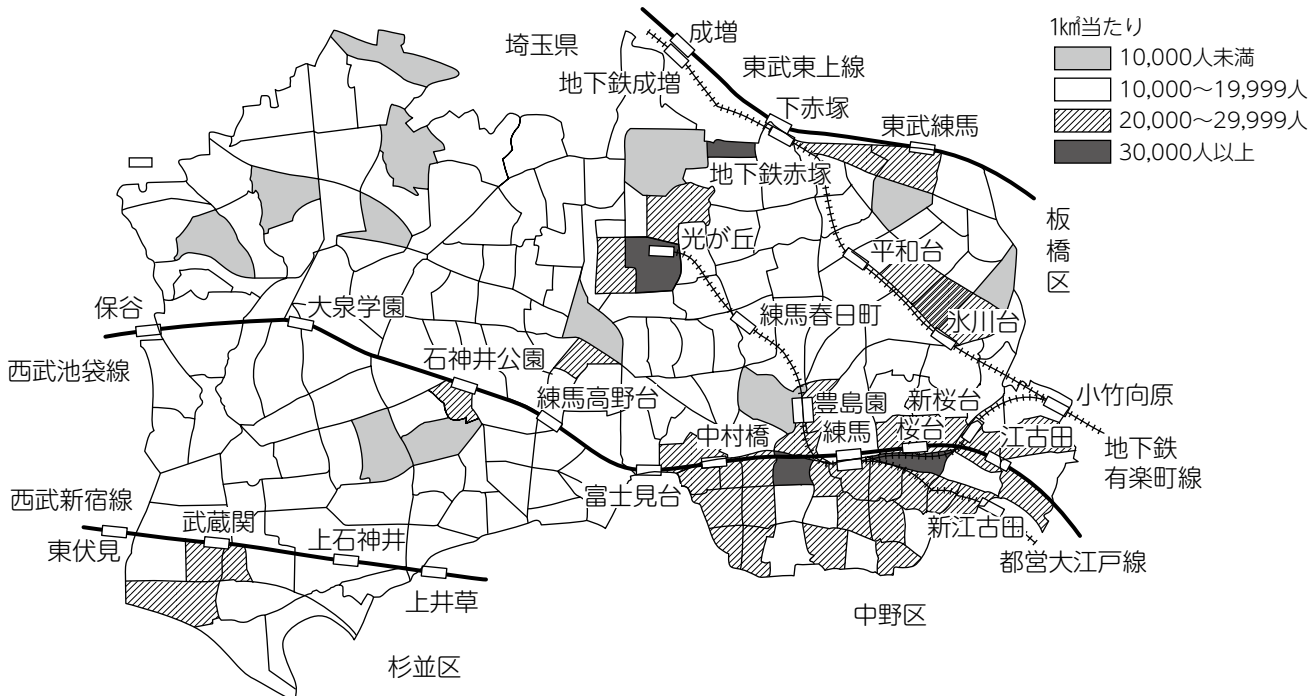 1㎢当たり
10,000人未満
10,000～19,999人
20,000～29,999人
30,000人以上
埼玉県
成増
地下鉄成増
東武東上線
下赤塚
東武練馬
地下鉄赤塚
板橋区
光が丘
平和台
保谷
大泉学園
練馬春日町
氷川台
西武池袋線
石神井公園
練馬高野台
豊島園
新桜台
小竹向原
中村橋
練馬
桜台
江古田
地下鉄
有楽町線
富士見台
西武新宿線
武蔵関
新江古田
東伏見
上石神井
都営大江戸線
上井草
中野区
杉並区